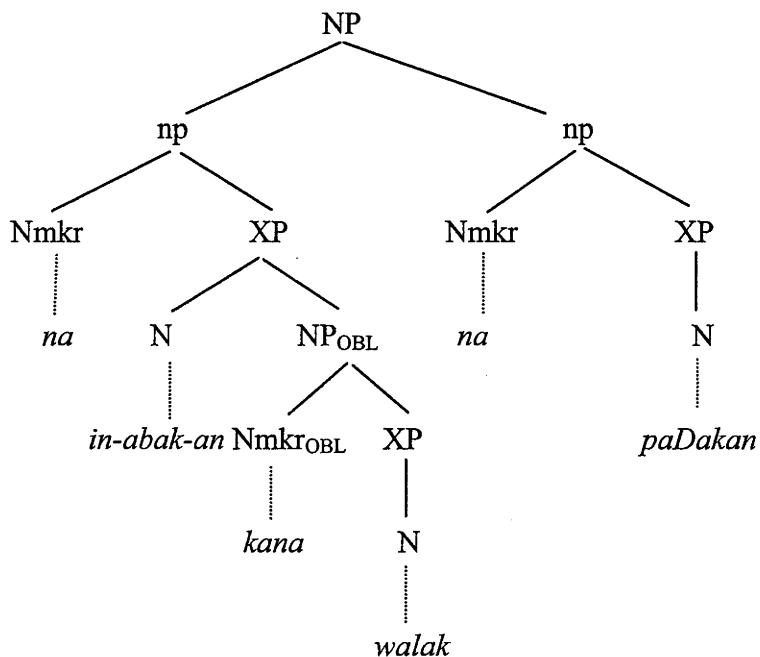 NP
np np
Nmkr XP Nmkr XP
na N NP_OBL na N
in-abak-an Nmkr_OBL XP paDakan
kana N
walak